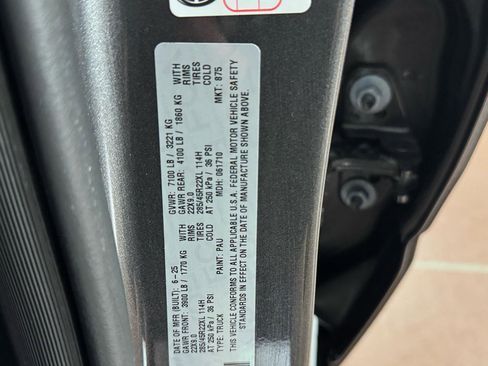 DATE OF MFR (BUILT): 6-25 GVWR: 7100 LB / 3221 KG
GAWR FRONT: 3900 LB / 1770 KG WITH GAWR REAR: 4100 LB / 1860 KG WITH
22X9.0 RIMS 22X9.0 RIMS
285/45R22XL 114H TIRES 285/45R22XL 114H TIRES
AT 250 kPa / 36 PSI COLD AT 250 kPa / 36 PSI COLD
TYPE: TRUCK MDH: 061710 MKT: 875
PAINT: PAU
THIS VEHICLE CONFORMS TO ALL APPLICABLE U.S.A. FEDERAL MOTOR VEHICLE SAFETY
STANDARDS IN EFFECT ON THE DATE OF MANUFACTURE SHOWN ABOVE.